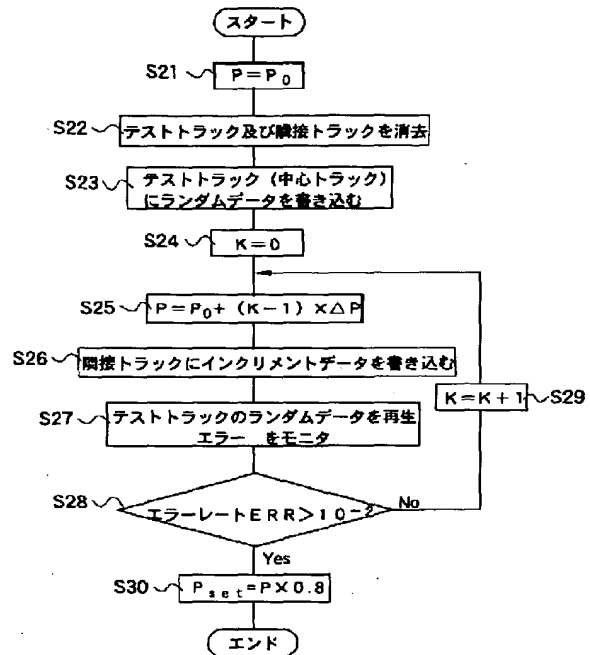 スタート
S21
P=P0
S22
テストトラック及び隣接トラックを消去
S23
テストトラック（中心トラック）
にランダムデータを書き込む
S24
K=0
S25
P=P0+（K-1）×△P
S26
隣接トラックにインクリメントデータを書き込む
K=K+1
S29
S27
テストトラックのランダムデータを再生
エラー をモニタ
S28
エラーレートERR>10-2
No
Yes
S30
Pset=P×0.8
エンド